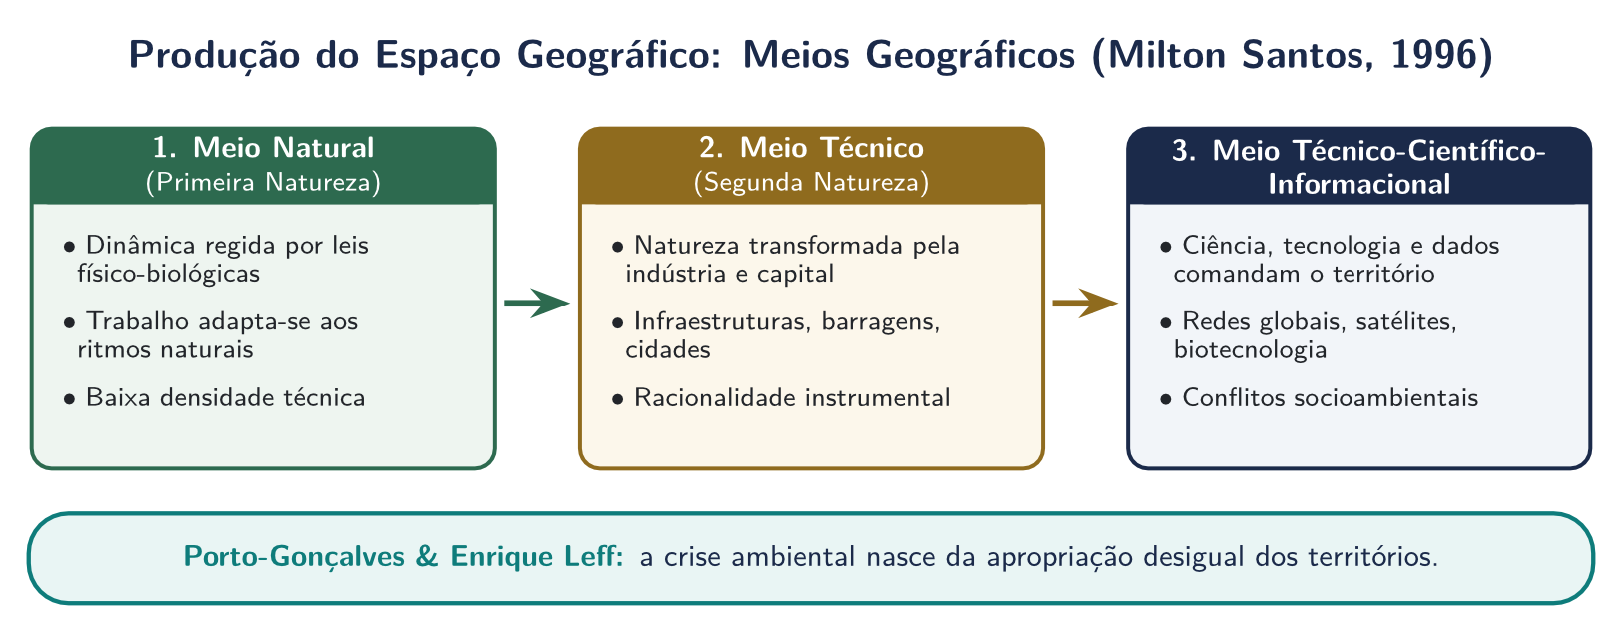 Produção do Espaço Geográfico: Meios Geográficos (Milton Santos, 1996)
1. Meio Natural
(Primeira Natureza)
• Dinâmica regida por leis
físico-biológicas
• Trabalho adapta-se aos
ritmos naturais
• Baixa densidade técnica
2. Meio Técnico
(Segunda Natureza)
• Natureza transformada pela
indústria e capital
• Infraestruturas, barragens,
cidades
• Racionalidade instrumental
3. Meio Técnico-Científico-
Informacional
• Ciência, tecnologia e dados
comandam o território
• Redes globais, satélites,
biotecnologia
• Conflitos socioambientais
Porto-Gonçalves & Enrique Leff: a crise ambiental nasce da apropriação desigual dos territórios.